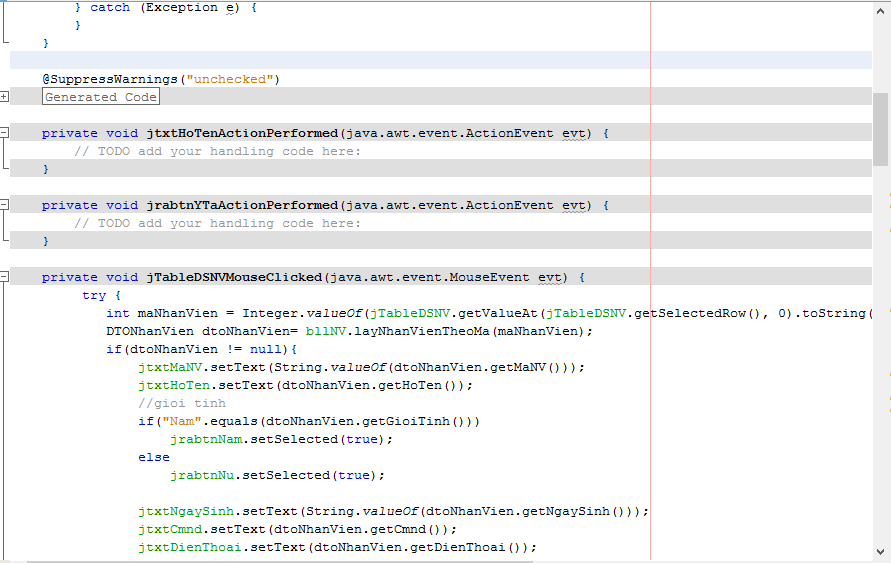 } catch (Exception e) {
}
}
@SuppressWarnings("unchecked")
Generated Code
private void jtxtHoTenActionPerformed(java.awt.event.ActionEvent evt) {
// TODO add your handling code here:
}
private void jrabtnYTaActionPerformed(java.awt.event.ActionEvent evt) {
// TODO add your handling code here:
}
private void jTableDSNVMouseClicked(java.awt.event.MouseEvent evt) {
try {
int maNhanVien = Integer.valueOf(jTableDSNV.getValueAt(jTableDSNV.getSelectedRow(), 0).toString(
DTONhanVien dtoNhanVien= bllNV.layNhanVienTheoMa(maNhanVien);
if(dtoNhanVien != null){
jtxtMaNV.setText(String.valueOf(dtoNhanVien.getMaNV()));
jtxtHoTen.setText(dtoNhanVien.getHoTen());
//gioi tinh
if("Nam".equals(dtoNhanVien.getGioiTinh()))
jrabtnNam.setSelected(true);
else
jrabtnNu.setSelected(true);
jtxtNgaySinh.setText(String.valueOf(dtoNhanVien.getNgaySinh()));
jtxtCmnd.setText(dtoNhanVien.getCmnd());
jtxtDienThoai.setText(dtoNhanVien.getDienThoai());